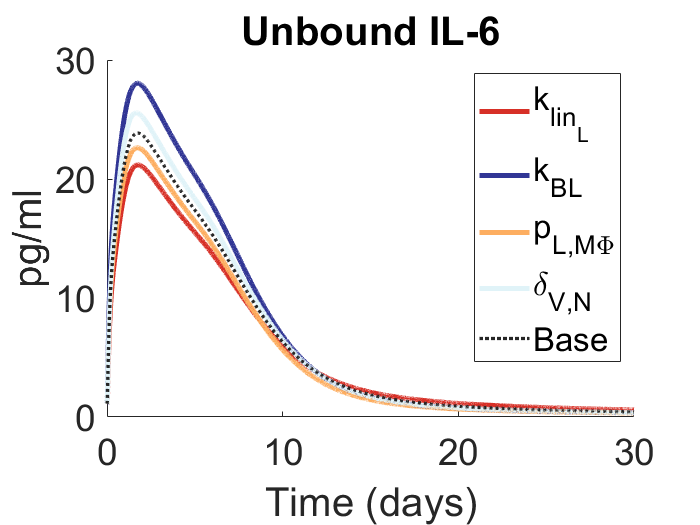 Unbound IL-6
pg/ml
30
20
10
0
0 10 20 30
Time (days)
k_lin_L
k_BL
p_L,MΦ
δ_V,N
Base